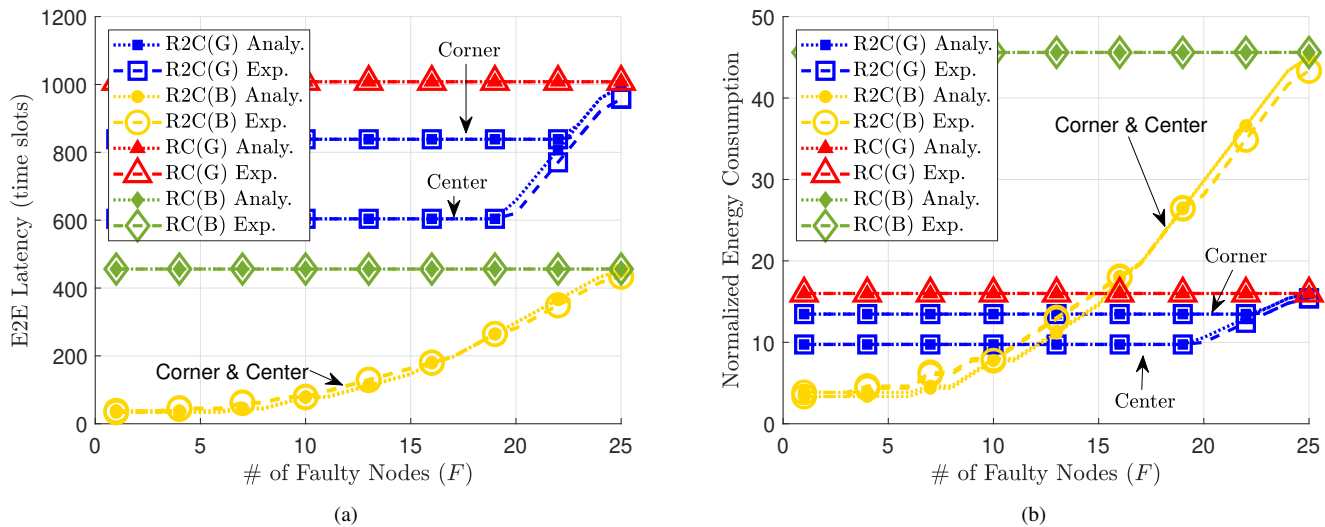 1200
1000
800
600
400
200
0
E2E Latency (time slots)
R2C(G) Analy.
R2C(G) Exp.
R2C(B) Analy.
R2C(B) Exp.
RC(G) Analy.
RC(G) Exp.
RC(B) Analy.
RC(B) Exp.
Corner
Center
Corner & Center
0 5 10 15 20 25
# of Faulty Nodes (F)
(a)
50
40
30
20
10
0
Normalized Energy Consumption
R2C(G) Analy.
R2C(G) Exp.
R2C(B) Analy.
R2C(B) Exp.
RC(G) Analy.
RC(G) Exp.
RC(B) Analy.
RC(B) Exp.
Corner & Center
Corner
Center
0 5 10 15 20 25
# of Faulty Nodes (F)
(b)